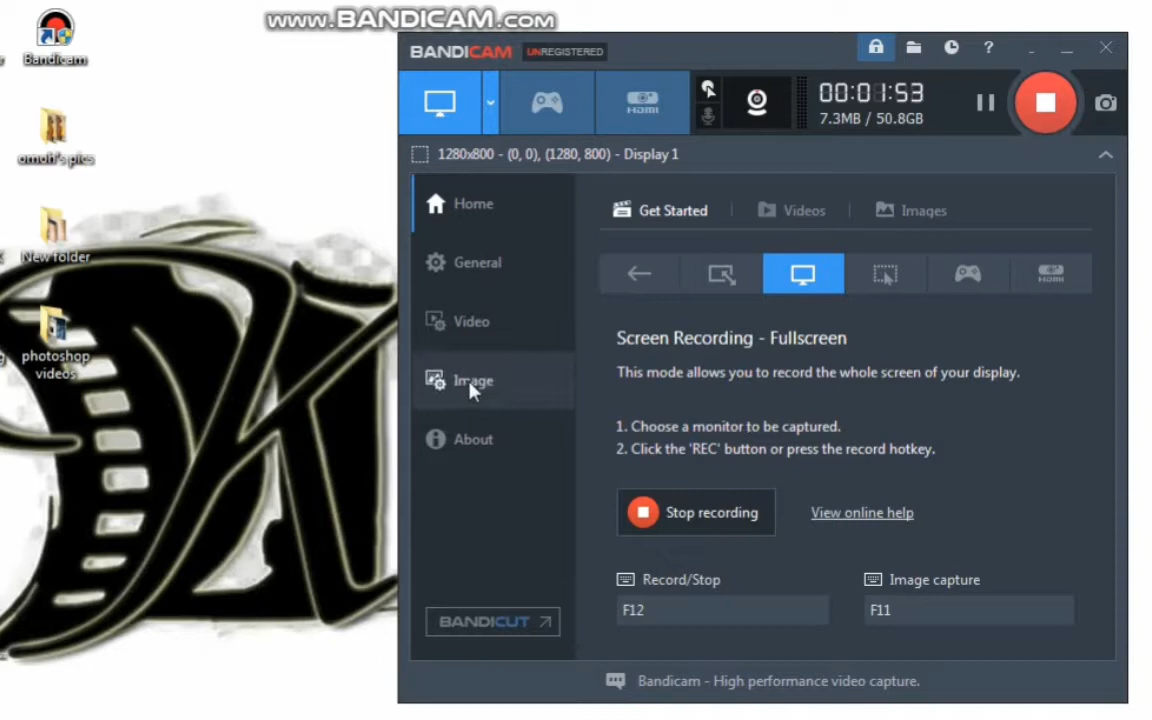 www.BANDICAM.com
Bandicam
omoh's pics
New folder
photoshop
videos
BANDICAM UNREGISTERED
?
HDMI
00:01:53
7.3MB / 50.8GB
1280x800 - (0, 0), (1280, 800) - Display 1
Home
General
Video
Image
About
BANDICUT
Get Started
Videos
Images
HDMI
Screen Recording - Fullscreen
This mode allows you to record the whole screen of your display.
1. Choose a monitor to be captured.
2. Click the 'REC' button or press the record hotkey.
Stop recording
View online help
Record/Stop
Image capture
F12
F11
Bandicam - High performance video capture.